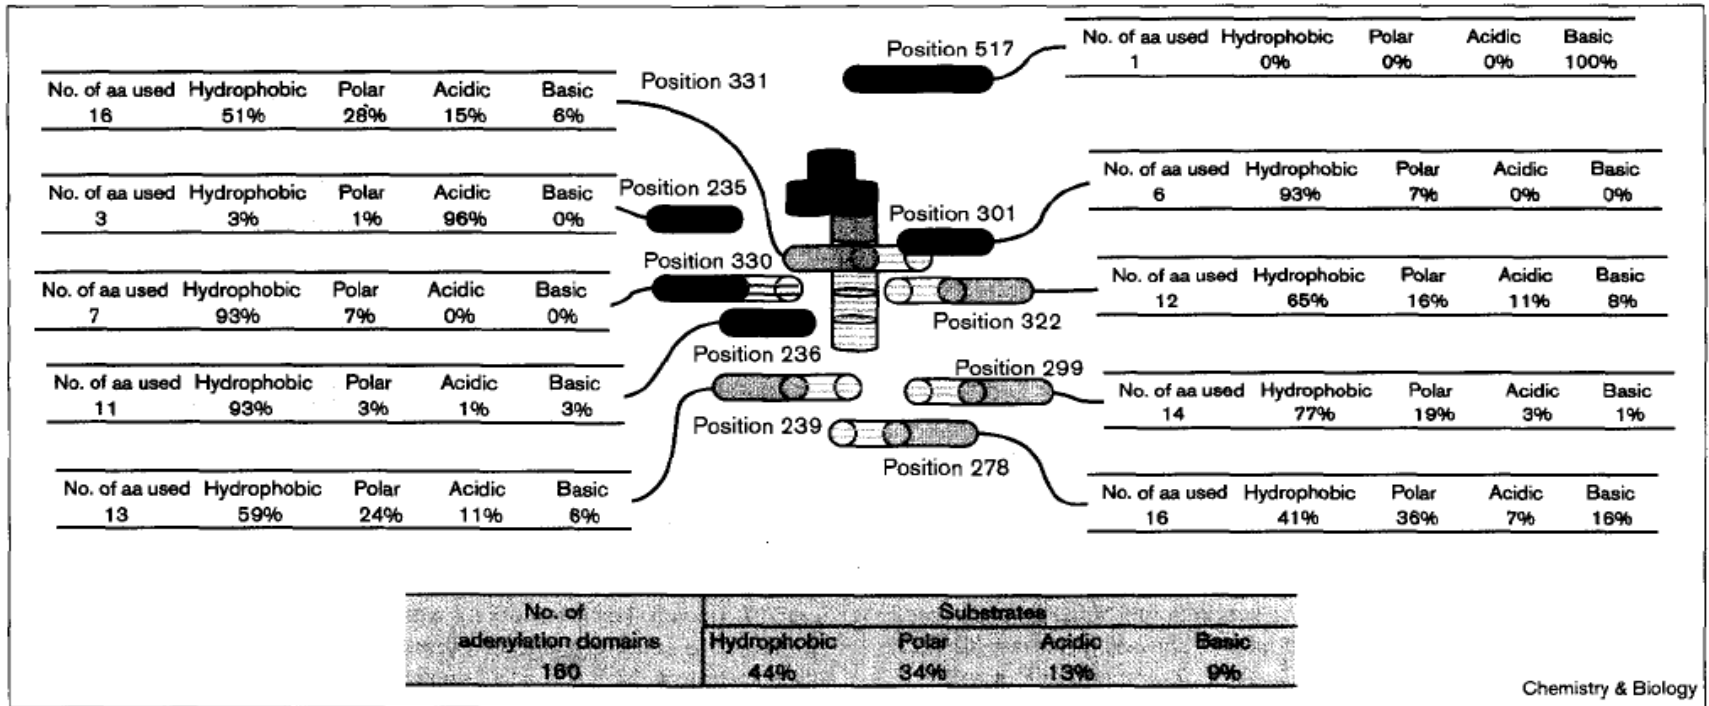 Position 517
No. of aa used Hydrophobic Polar Acidic Basic
1 0% 0% 0% 100%
Position 331
No. of aa used Hydrophobic Polar Acidic Basic
16 51% 28% 15% 6%
Position 235
No. of aa used Hydrophobic Polar Acidic Basic
3 3% 1% 96% 0%
Position 301
No. of aa used Hydrophobic Polar Acidic Basic
6 93% 7% 0% 0%
Position 330
No. of aa used Hydrophobic Polar Acidic Basic
7 93% 7% 0% 0%
Position 322
No. of aa used Hydrophobic Polar Acidic Basic
12 65% 16% 11% 8%
Position 236
No. of aa used Hydrophobic Polar Acidic Basic
11 93% 3% 1% 3%
Position 299
No. of aa used Hydrophobic Polar Acidic Basic
14 77% 19% 3% 1%
Position 239
No. of aa used Hydrophobic Polar Acidic Basic
13 59% 24% 11% 6%
Position 278
No. of aa used Hydrophobic Polar Acidic Basic
16 41% 36% 7% 16%
No. of Substrates
adenylation domains Hydrophobic Polar Acidic Basic
160 44% 34% 13% 9%
Chemistry & Biology